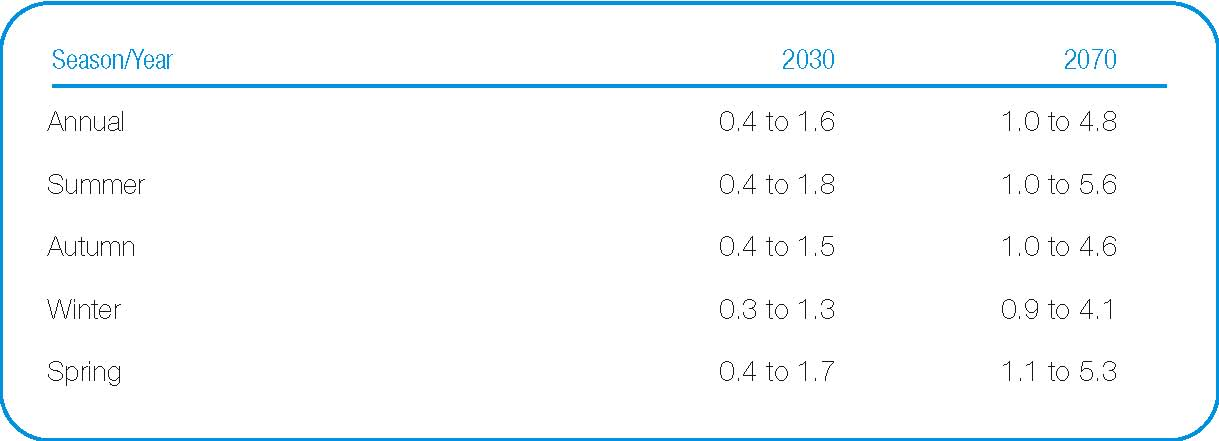 Season/Year 2030 2070
Annual 0.4 to 1.6 1.0 to 4.8
Summer 0.4 to 1.8 1.0 to 5.6
Autumn 0.4 to 1.5 1.0 to 4.6
Winter 0.3 to 1.3 0.9 to 4.1
Spring 0.4 to 1.7 1.1 to 5.3